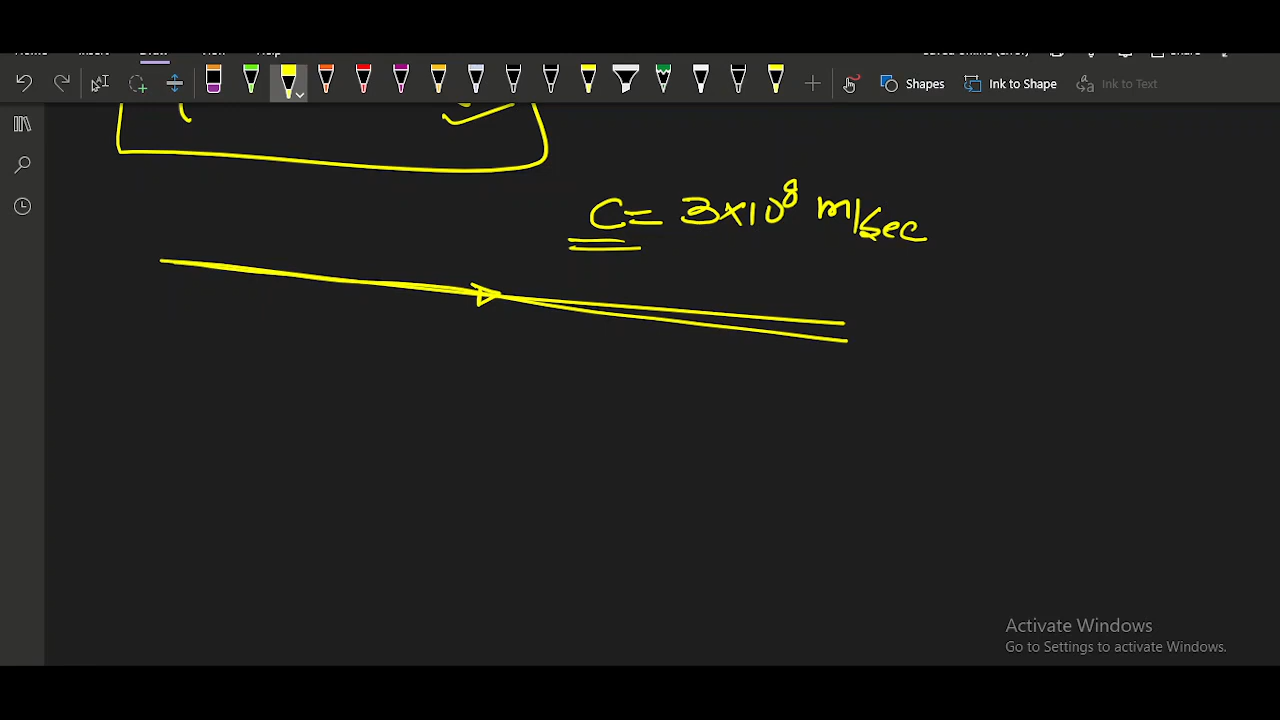 Shapes
Ink to Shape
Ink to Text
C = 3×10⁸ m/sec
Activate Windows
Go to Settings to activate Windows.